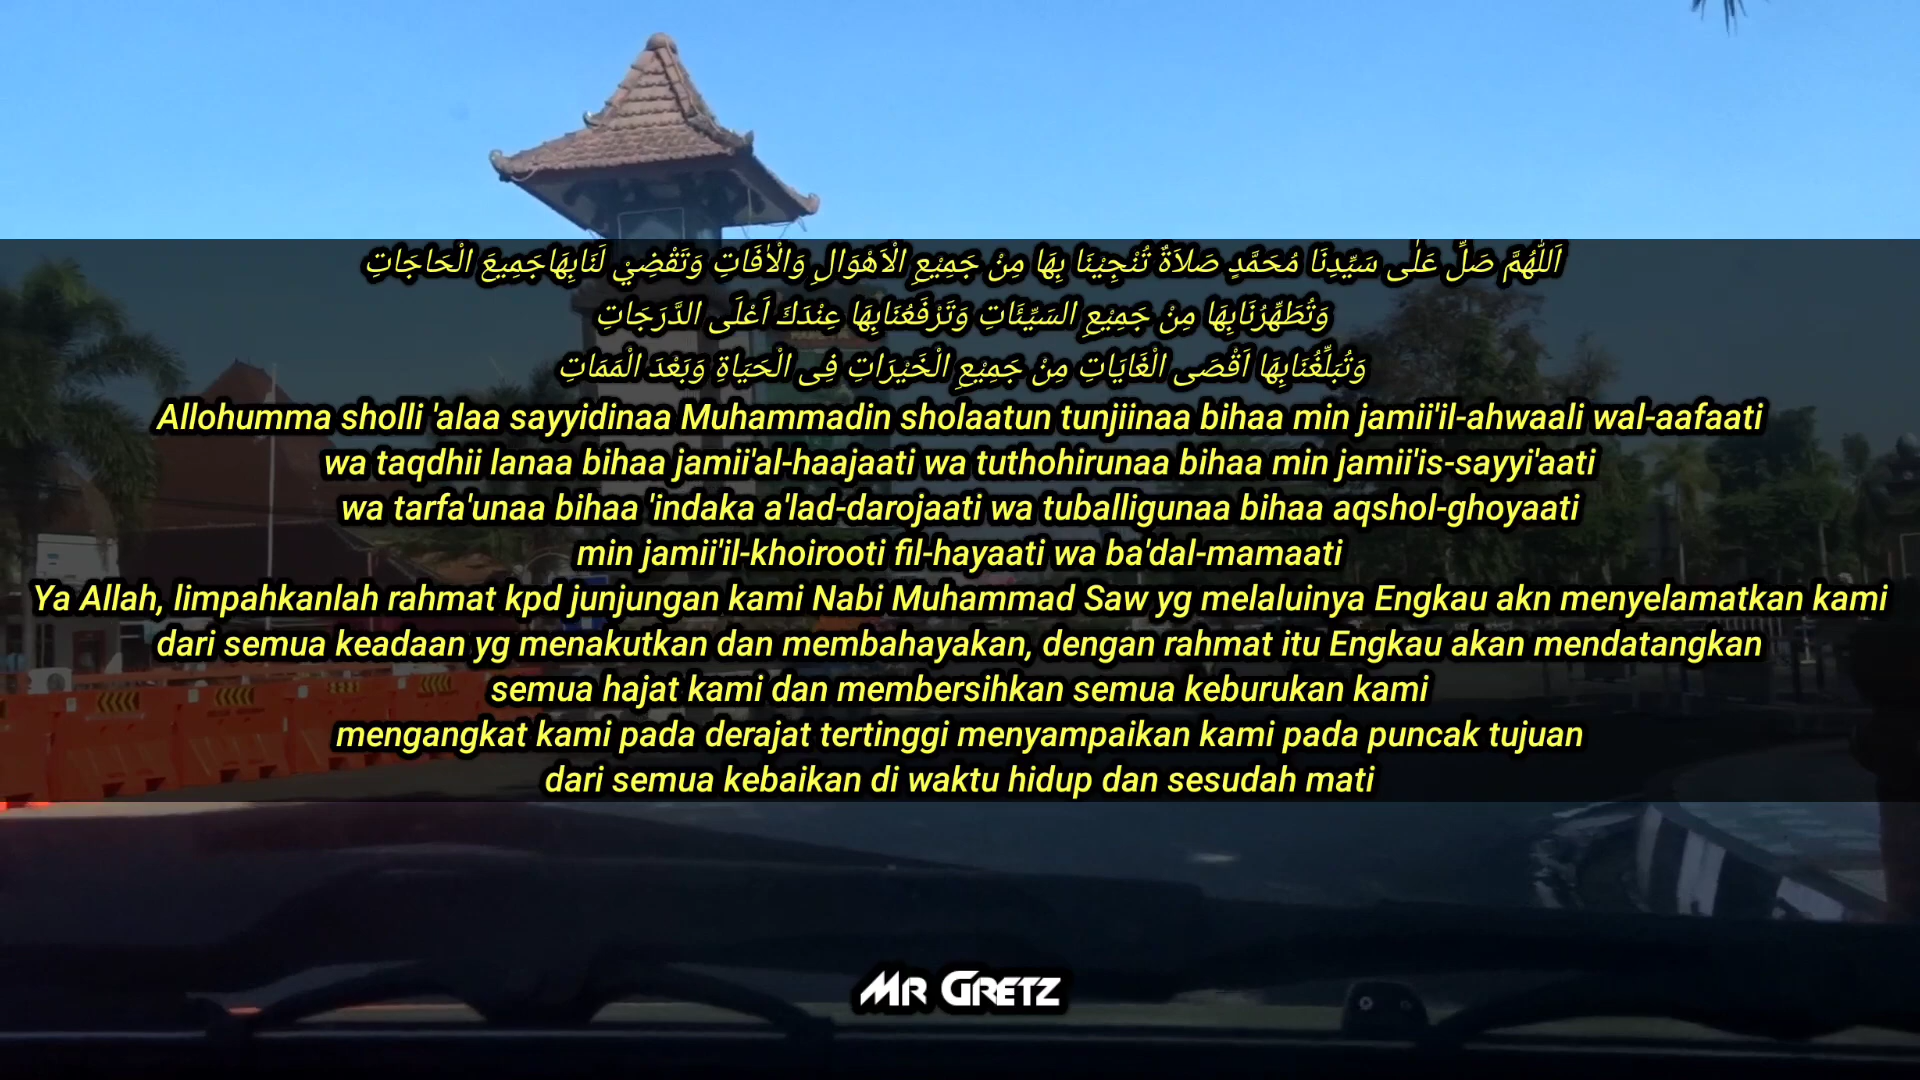 اَللّٰهُمَّ صَلِّ عَلٰى سَيِّدِنَا مُحَمَّدٍ صَلاَةٌ تُنْجِيْنَا بِهَا مِنْ جَمِيْعِ الْاَهْوَالِ وَالْاٰفَاتِ وَتَقْضِيْ لَنَابِهَاجَمِيعَ الْحَاجَاتِ
وَتُطَهِّرُنَابِهَا مِنْ جَمِيْعِ السَيِّئَاتِ وَتَرْفَعُنَابِهَا عِنْدَكَ اَعْلَى الدَّرَجَاتِ
وَتُبَلِّغُنَابِهَا اَقْصَى الْغَايَاتِ مِنْ جَمِيْعِ الْخَيْرَاتِ فِى الْحَيَاةِ وَبَعْدَ الْمَمَاتِ
Allohumma sholli 'alaa sayyidinaa Muhammadin sholaatun tunjiinaa bihaa min jamii'il-ahwaali wal-aafaati
wa taqdhii lanaa bihaa jamii'al-haajaati wa tuthohirunaa bihaa min jamii'is-sayyi'aati
wa tarfa'unaa bihaa 'indaka a'lad-darojaati wa tuballigunaa bihaa aqshol-ghoyaati
min jamii'il-khoirooti fil-hayaati wa ba'dal-mamaati
Ya Allah, limpahkanlah rahmat kpd junjungan kami Nabi Muhammad Saw yg melaluinya Engkau akn menyelamatkan kami
dari semua keadaan yg menakutkan dan membahayakan, dengan rahmat itu Engkau akan mendatangkan
semua hajat kami dan membersihkan semua keburukan kami
mengangkat kami pada derajat tertinggi menyampaikan kami pada puncak tujuan
dari semua kebaikan di waktu hidup dan sesudah mati
Mr Gretz